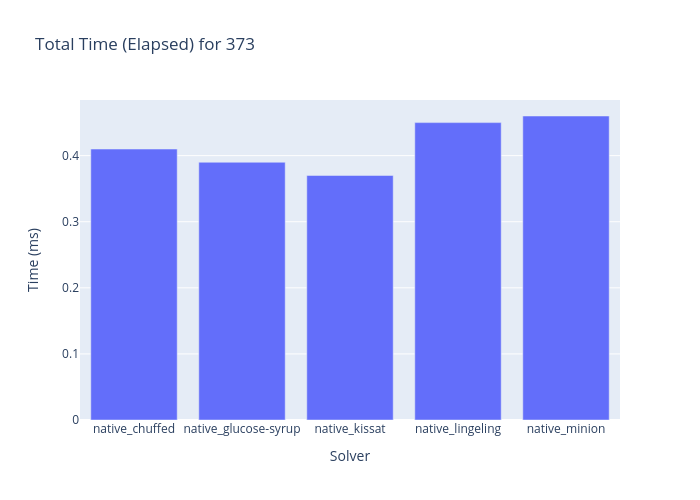 Total Time (Elapsed) for 373
Time (ms)
0.4
0.3
0.2
0.1
0
native_chuffed native_glucose-syrup native_kissat native_lingeling native_minion
Solver